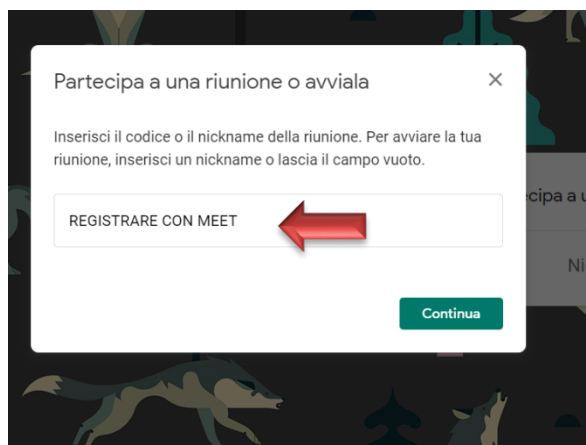 Partecipa a una riunione o avviala
Inserisci il codice o il nickname della riunione. Per avviare la tua
riunione, inserisci un nickname o lascia il campo vuoto.
REGISTRARE CON MEET
Continua